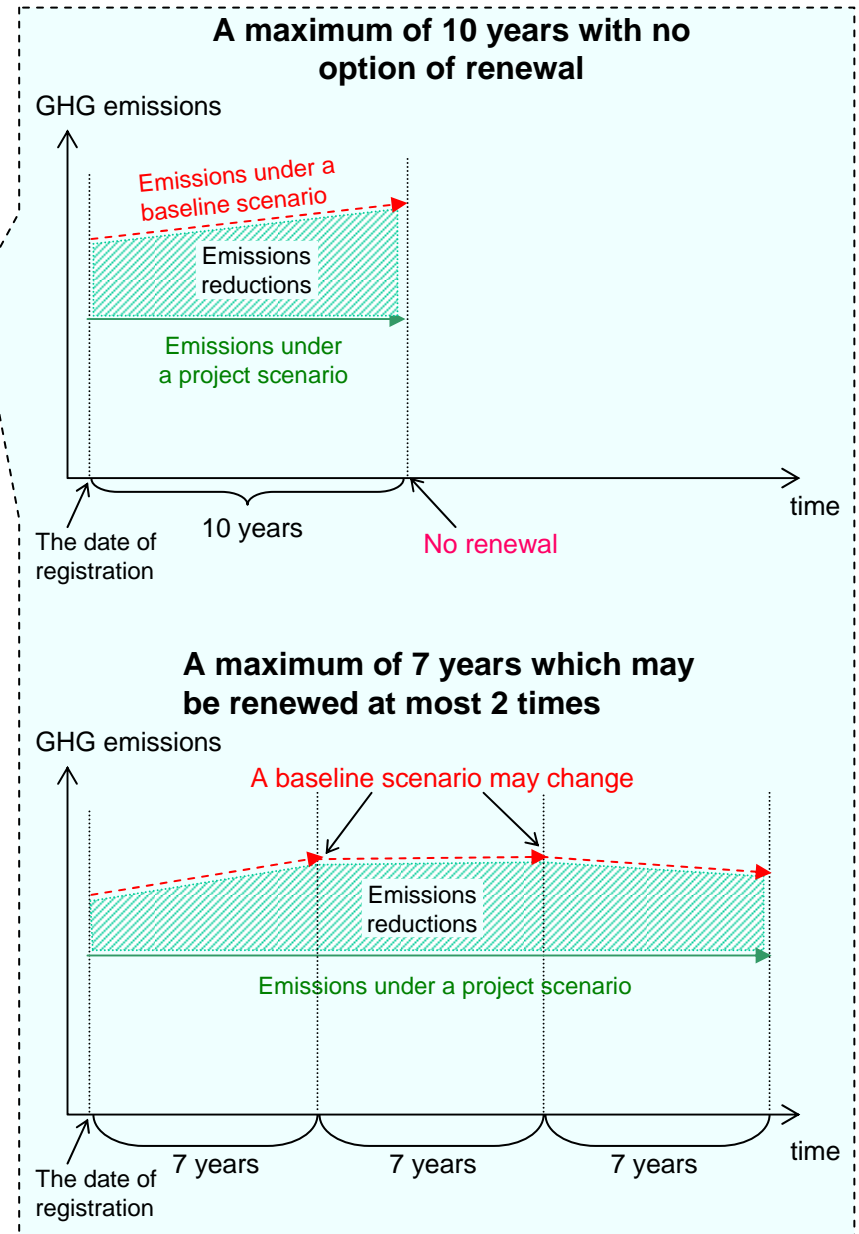 A maximum of 10 years with no
option of renewal
GHG emissions
Emissions under a
baseline scenario
Emissions
reductions
Emissions under
a project scenario
time
10 years
The date of
registration
No renewal
A maximum of 7 years which may
be renewed at most 2 times
GHG emissions
A baseline scenario may change
Emissions
reductions
Emissions under a project scenario
time
7 years
7 years
7 years
The date of
registration